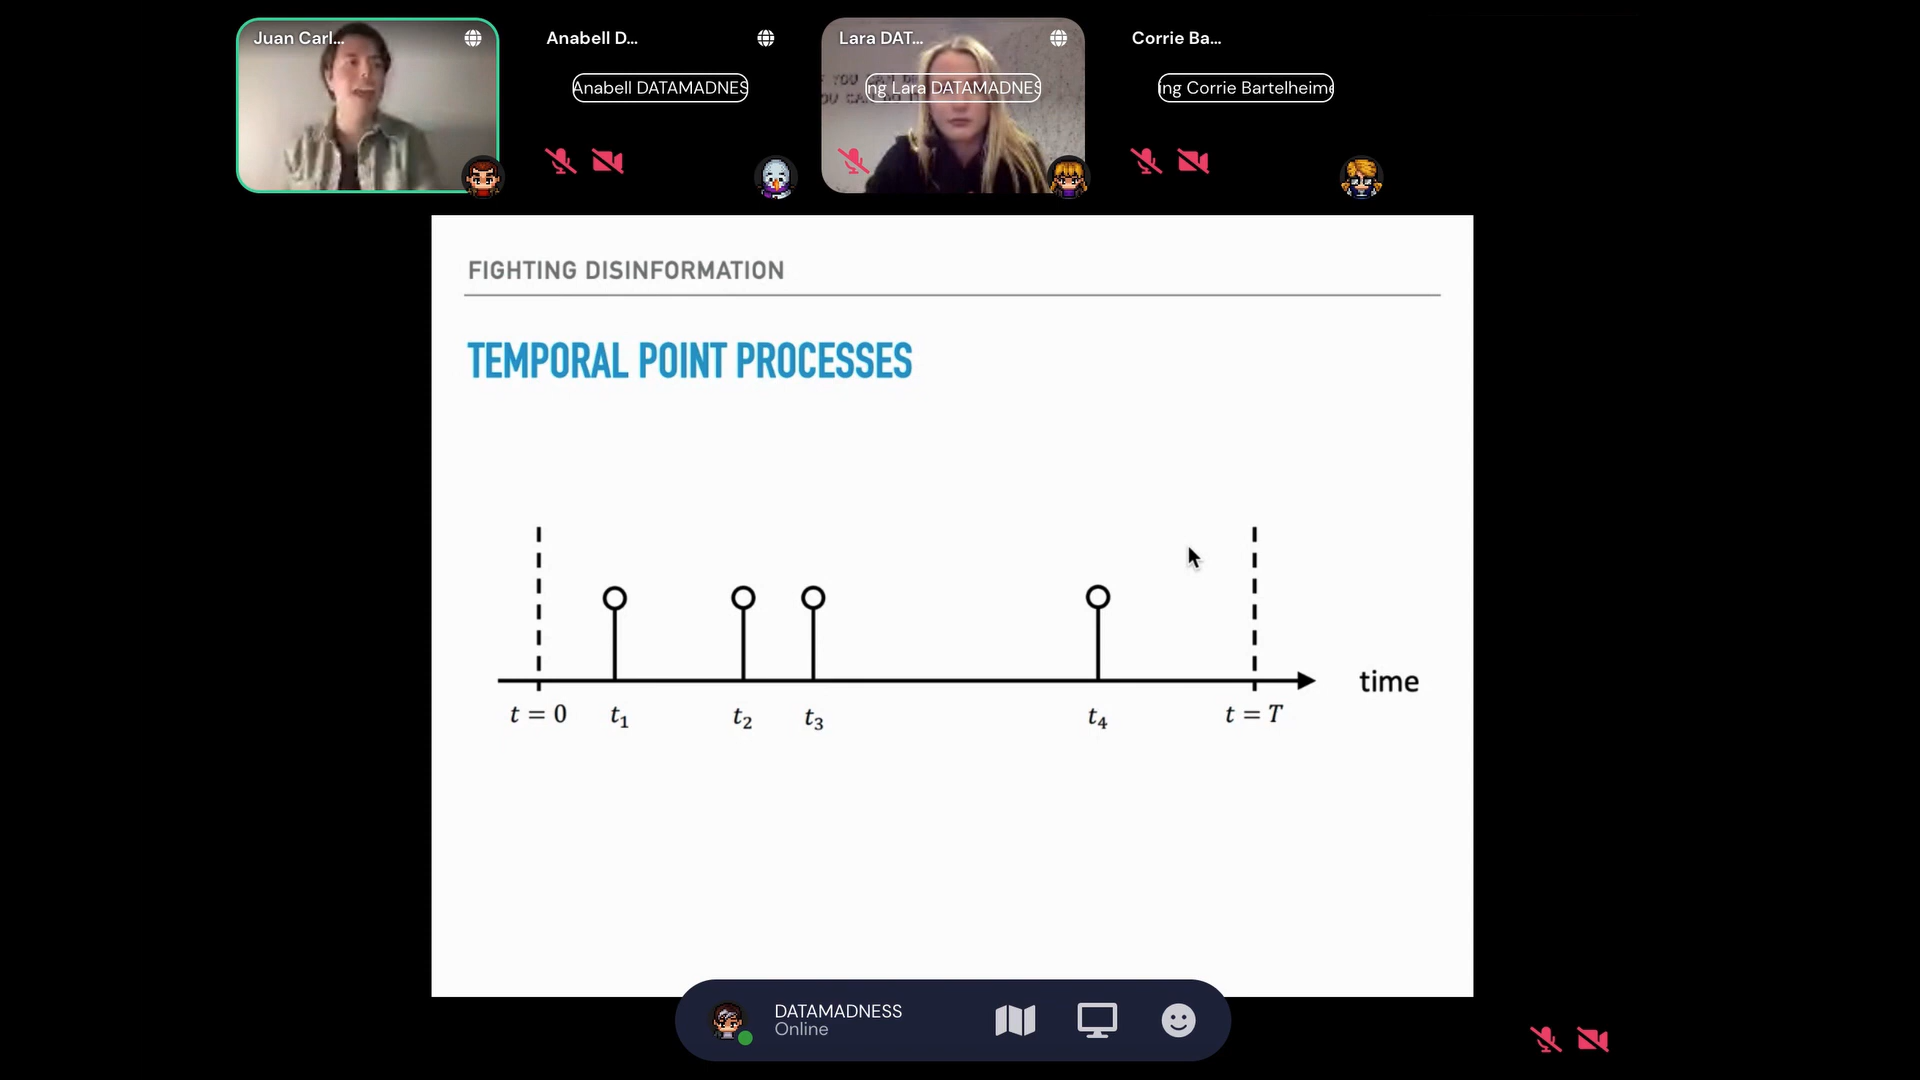 Juan Carl...
Anabell D...
Anabell DATAMADNES
Lara DAT...
ng Lara DATAMADNES
Corrie Ba...
ing Corrie Bartelheime
FIGHTING DISINFORMATION
TEMPORAL POINT PROCESSES
time
t = 0 t₁ t₂ t₃ t₄ t = T
DATAMADNESS
Online